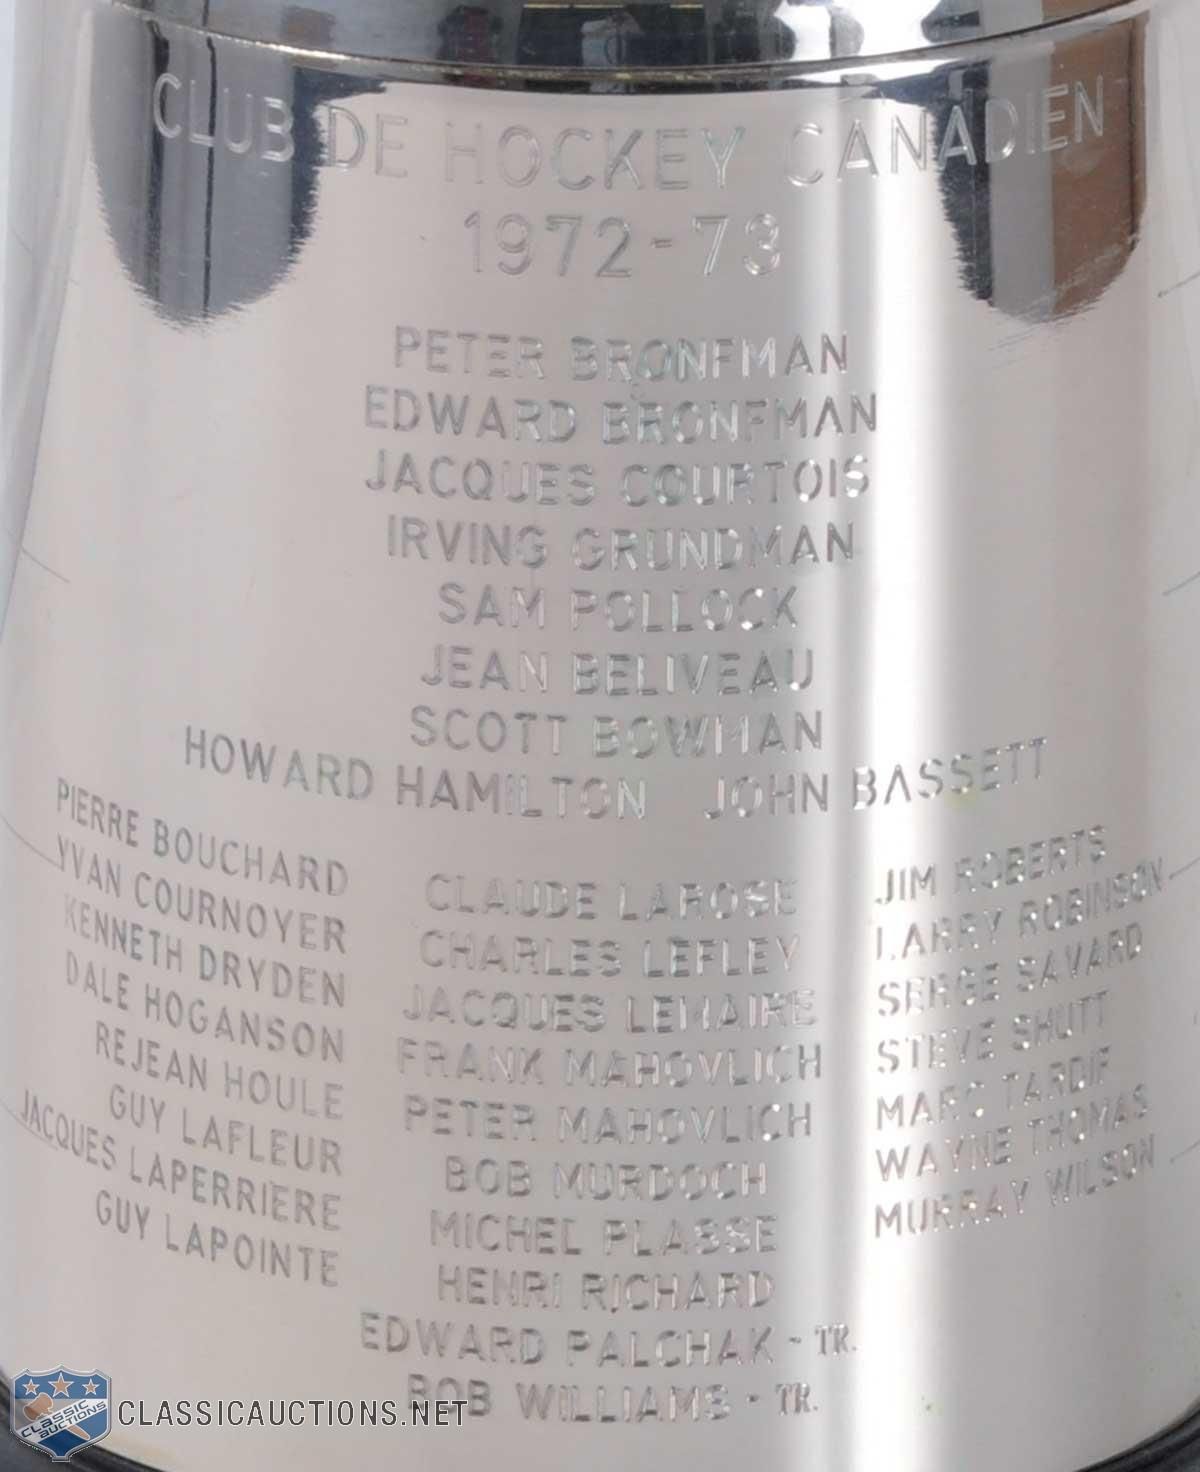 CLUB DE HOCKEY CANADIEN
1972-73
PETER BRONFMAN
EDWARD BRONFMAN
JACQUES COURTOIS
IRVING GRUNDMAN
SAM POLLOCK
JEAN BELIVEAU
SCOTT BOWMAN
HOWARD HAMILTON JOHN BASSETT
PIERRE BOUCHARD
YVAN COURNOYER
KENNETH DRYDEN
DALE HOGANSON
REJEAN HOULE
GUY LAFLEUR
JACQUES LAPERRIERE
GUY LAPOINTE
CLAUDE LAROSE
CHARLES LEFLEY
JACQUES LEMAIRE
FRANK MAHOVLICH
PETER MAHOVLICH
BOB MURDOCH
MICHEL PLASSE
HENRI RICHARD
JIM ROBERTS
LARRY ROBINSON
SERGE SAVARD
STEVE SHUTT
MARC TARDIF
WAYNE THOMAS
MURRAY WILSON
EDWARD PALCHAK - TR.
BOB WILLIAMS - TR.
CLASSIC AUCTIONS
CLASSICAUCTIONS.NET